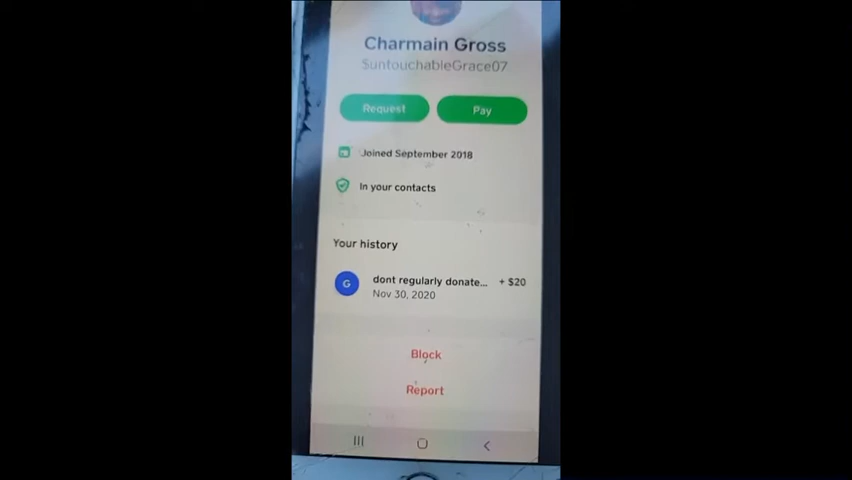 Charmain Gross
$untouchableGrace07
Request
Pay
Joined September 2018
In your contacts
Your history
G
dont regularly donate... + $20
Nov 30, 2020
Block
Report